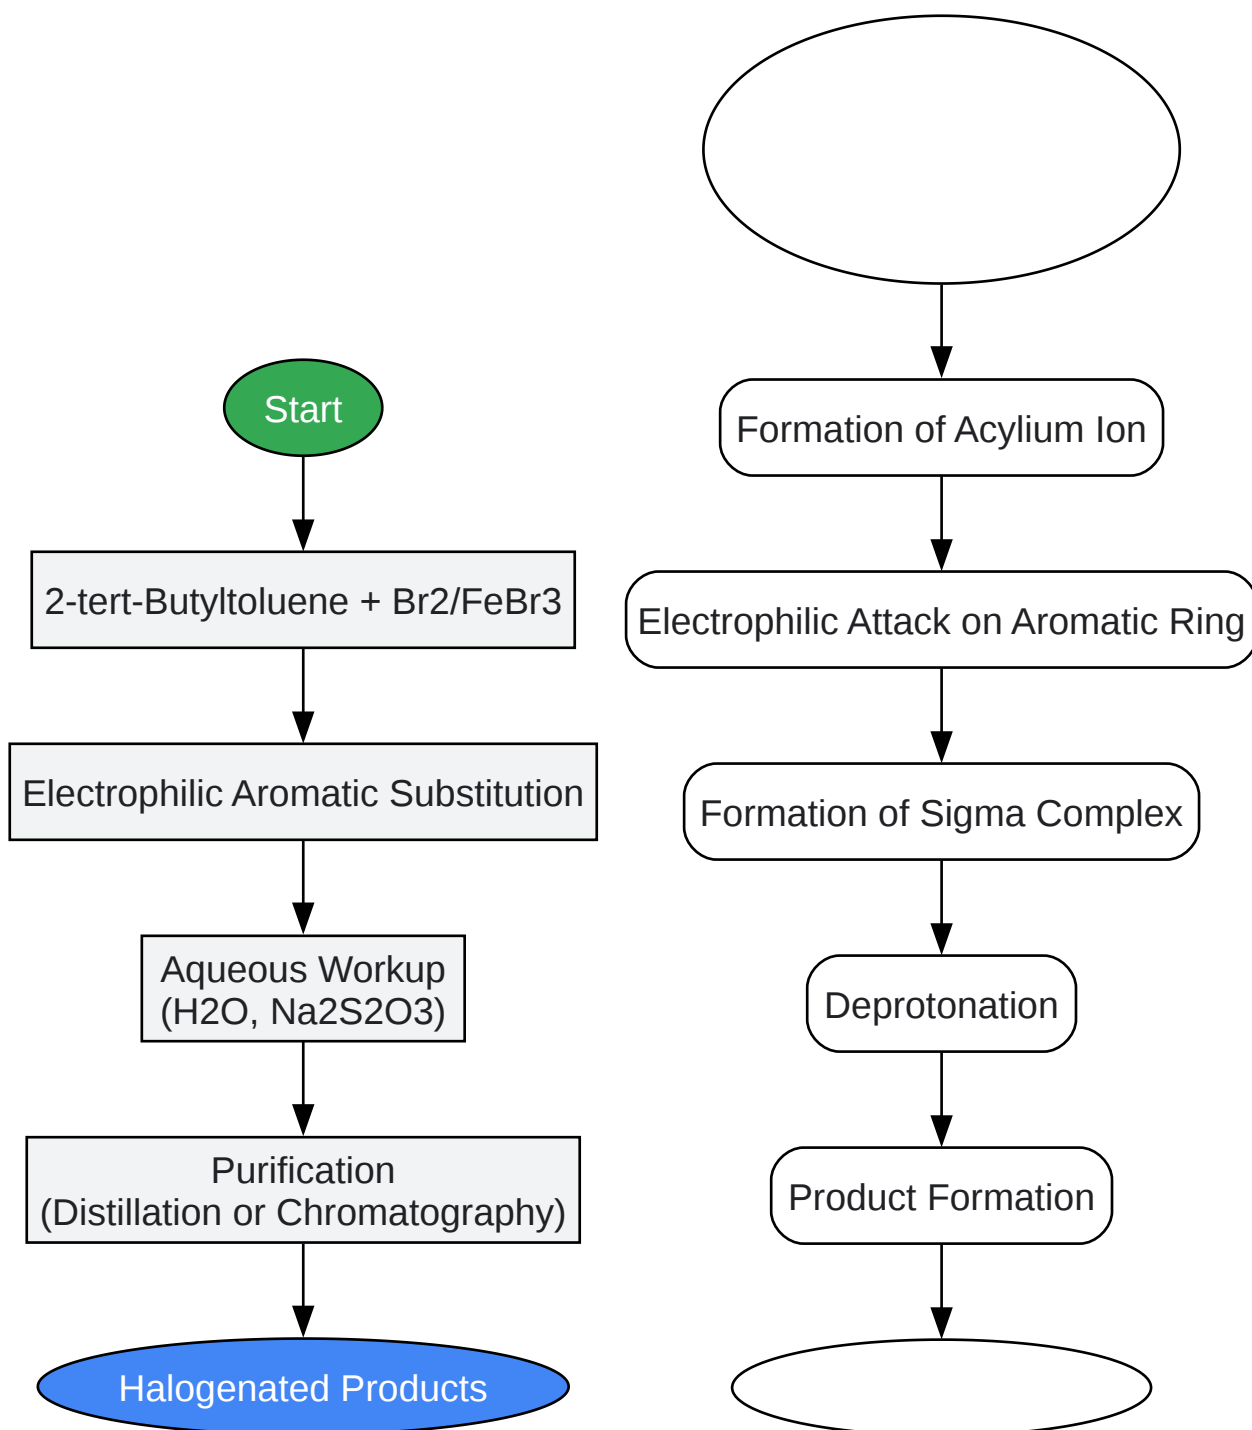 Start
2-tert-Butyltoluene + Br2/FeBr3
Electrophilic Aromatic Substitution
Aqueous Workup
(H2O, Na2S2O3)
Purification
(Distillation or Chromatography)
Halogenated Products
Formation of Acylium Ion
Electrophilic Attack on Aromatic Ring
Formation of Sigma Complex
Deprotonation
Product Formation